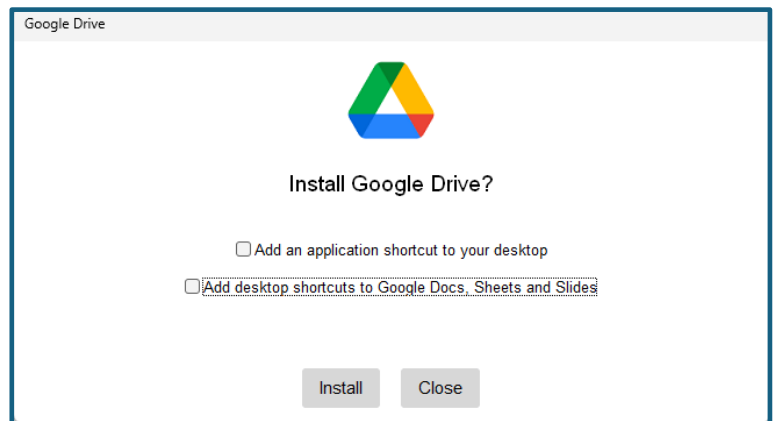 Google Drive
Install Google Drive?
Add an application shortcut to your desktop
Add desktop shortcuts to Google Docs, Sheets and Slides
Install Close